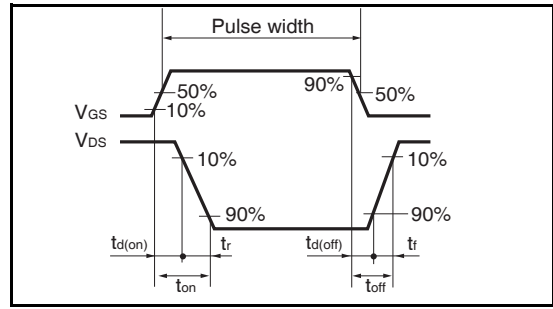 Pulse width
90%
50%
50%
VGS
10%
VDS
10%
10%
90%
90%
td(on)
tr
td(off)
tf
ton
toff